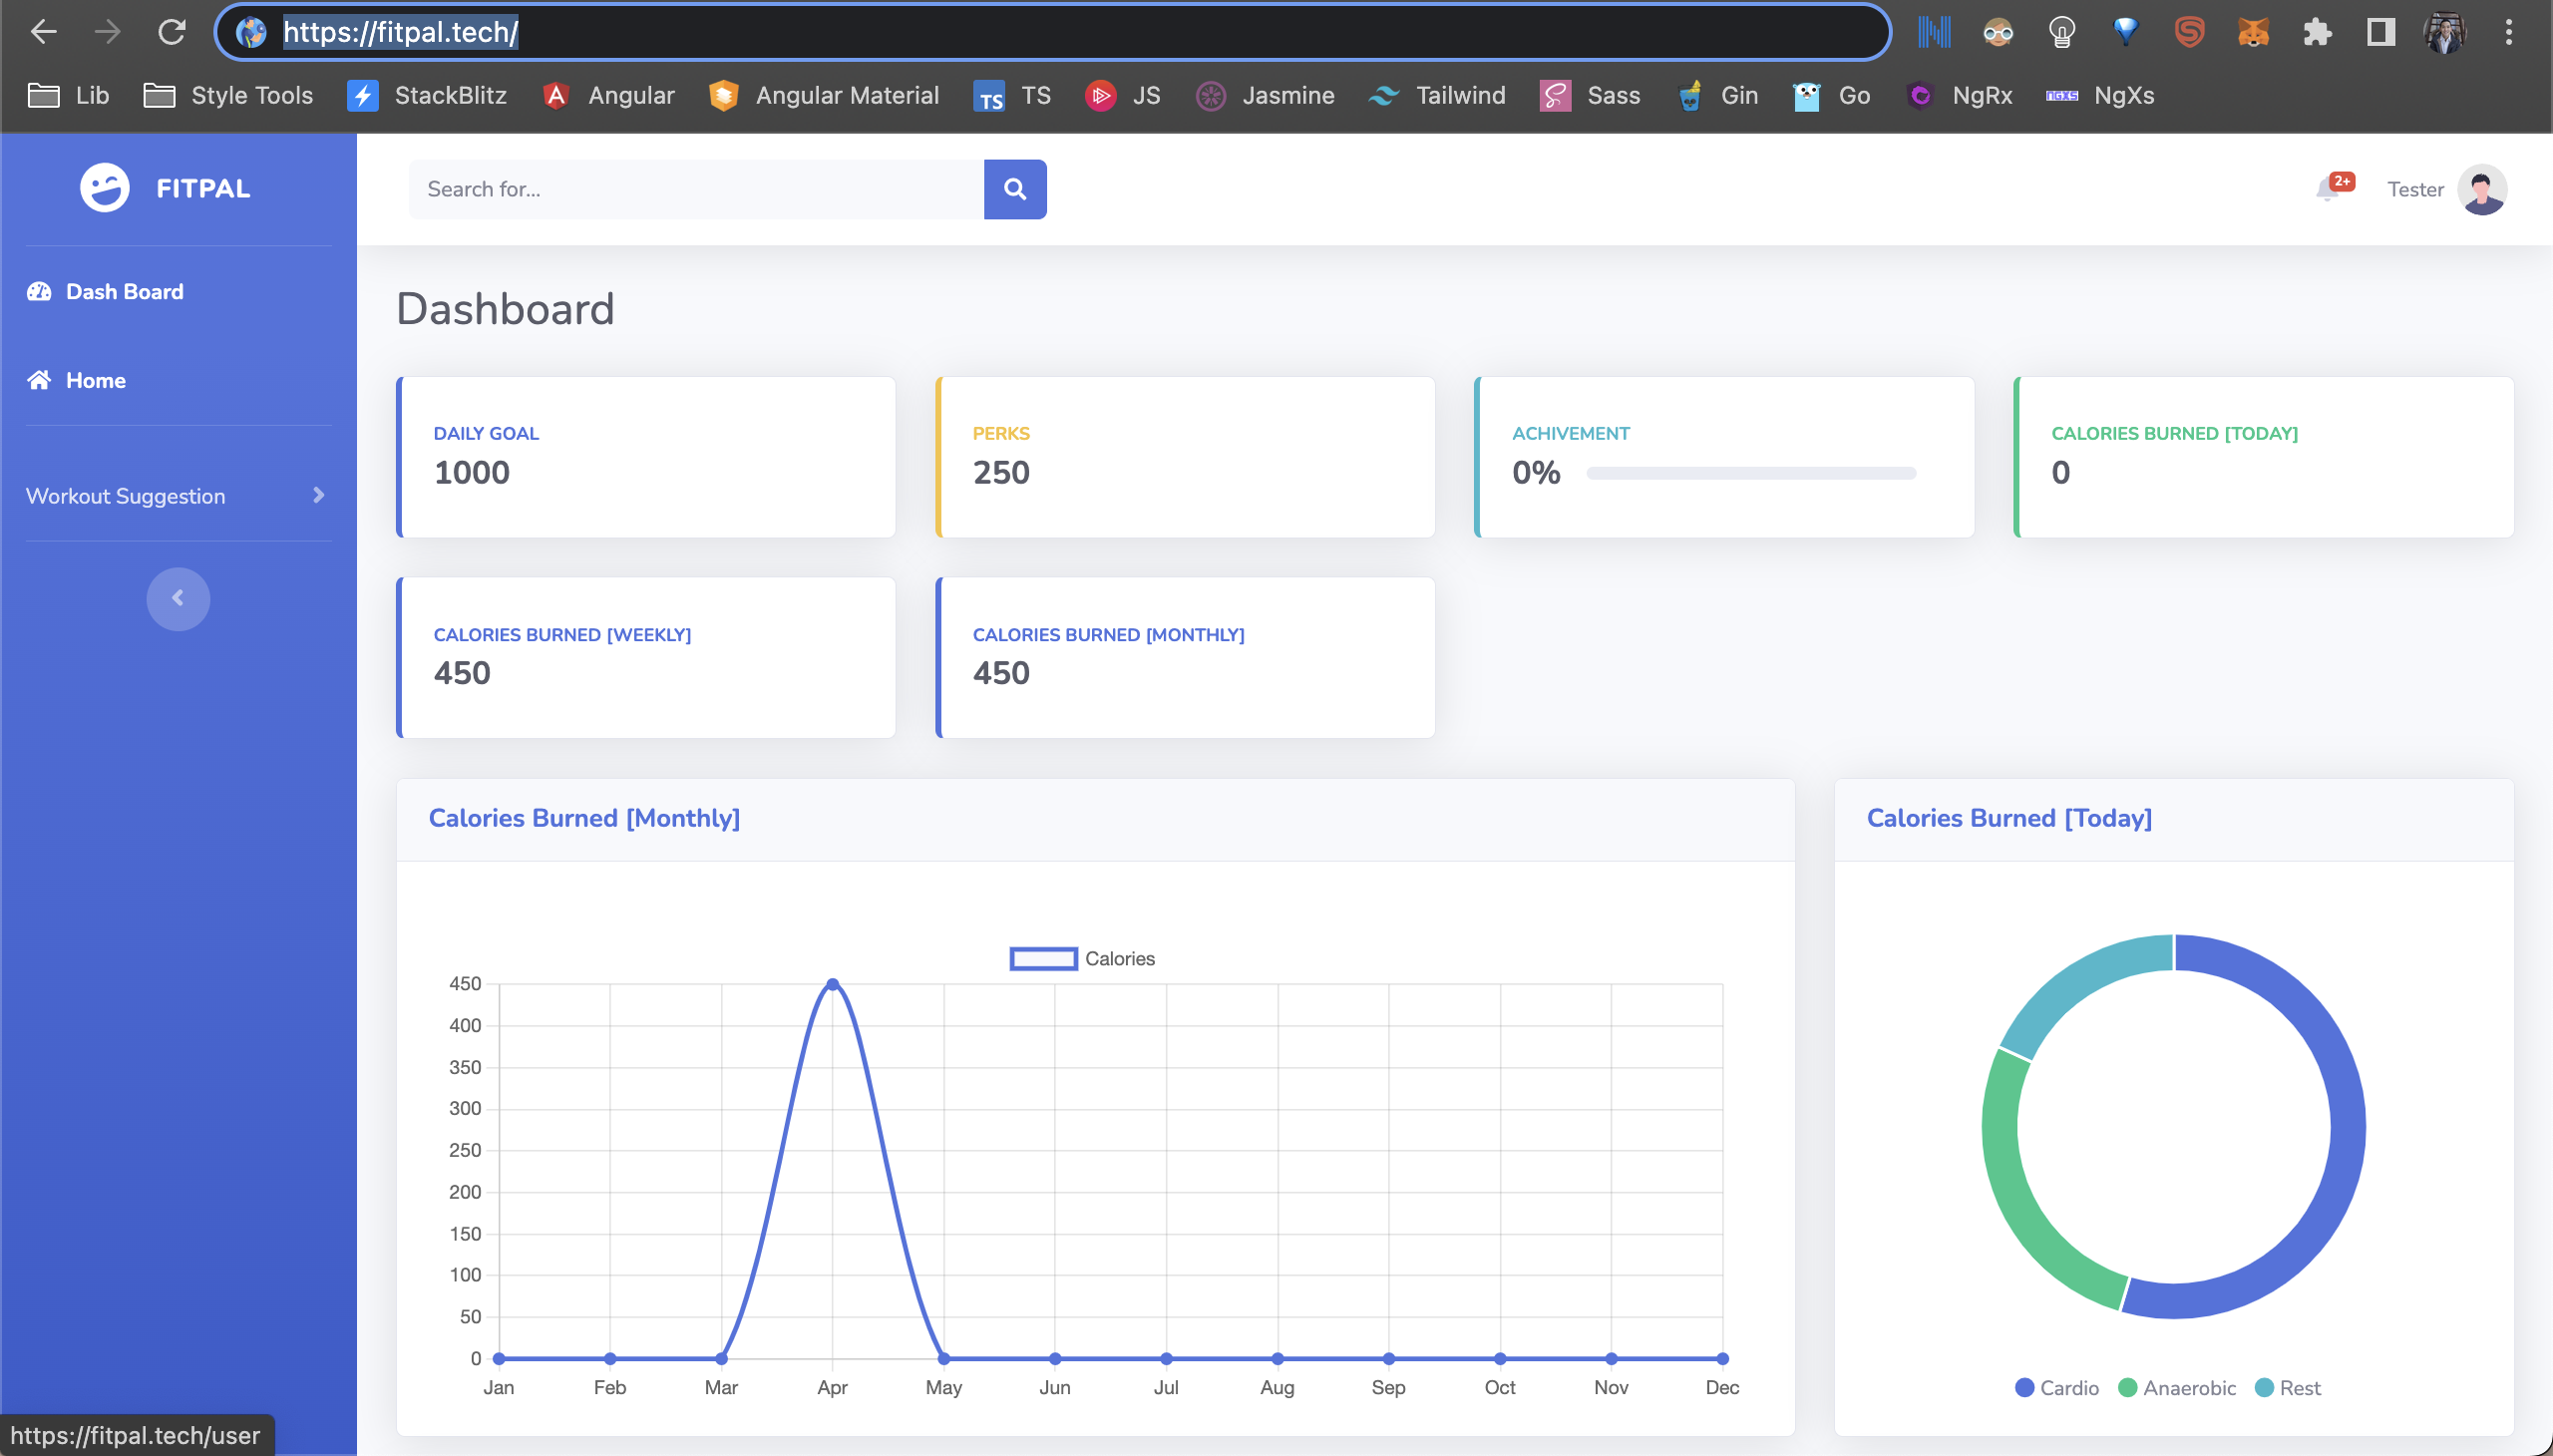 https://fitpal.tech/
Lib Style Tools StackBlitz Angular Angular Material TS JS Jasmine Tailwind Sass Gin Go NgRx NgXs
FITPAL
Search for...
2+
Tester
Dash Board
Home
Workout Suggestion
Dashboard
DAILY GOAL
1000
PERKS
250
ACHIVEMENT
0%
CALORIES BURNED [TODAY]
0
CALORIES BURNED [WEEKLY]
450
CALORIES BURNED [MONTHLY]
450
Calories Burned [Monthly]
Calories
450
400
350
300
250
200
150
100
50
0
Jan Feb Mar Apr May Jun Jul Aug Sep Oct Nov Dec
Calories Burned [Today]
Cardio Anaerobic Rest
https://fitpal.tech/user